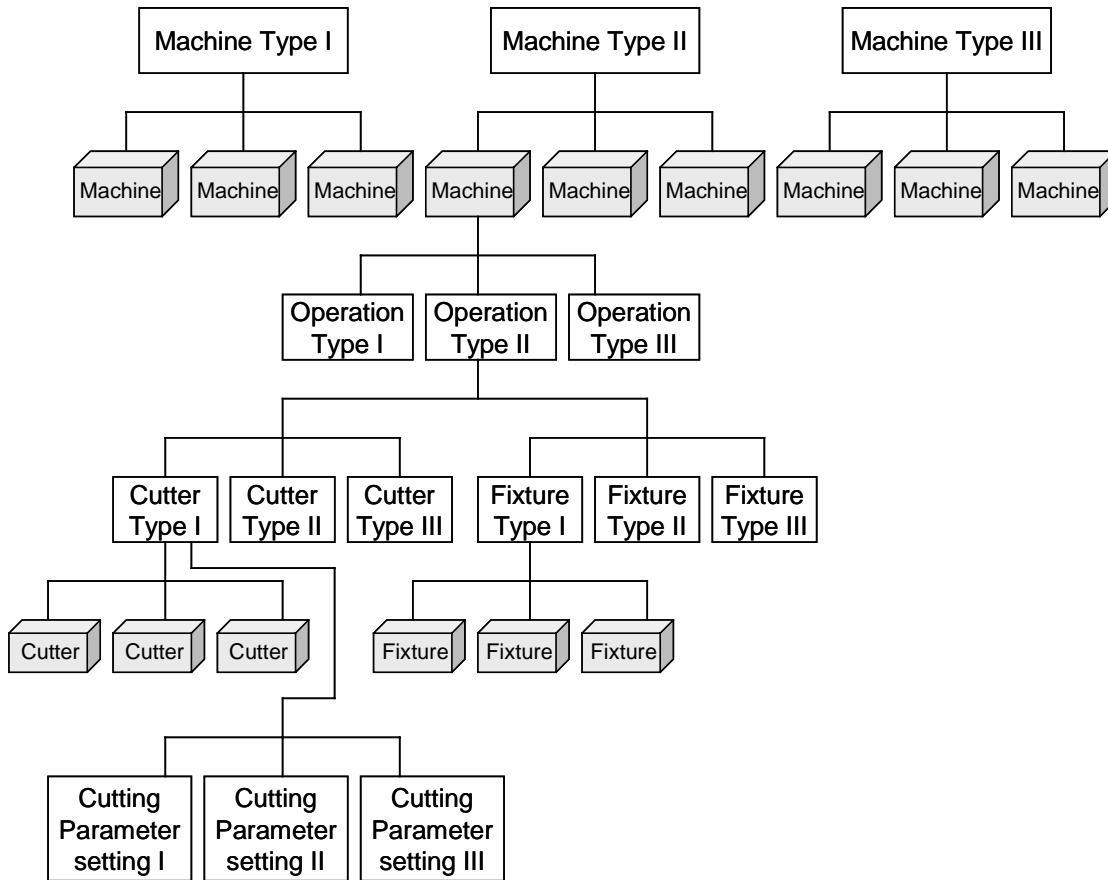 Machine Type I
Machine Type II
Machine Type III
Machine
Machine
Machine
Machine
Machine
Machine
Machine
Machine
Machine
Operation
Type I
Operation
Type II
Operation
Type III
Cutter
Type I
Cutter
Type II
Cutter
Type III
Fixture
Type I
Fixture
Type II
Fixture
Type III
Cutter
Cutter
Cutter
Fixture
Fixture
Fixture
Cutting
Parameter
setting I
Cutting
Parameter
setting II
Cutting
Parameter
setting III